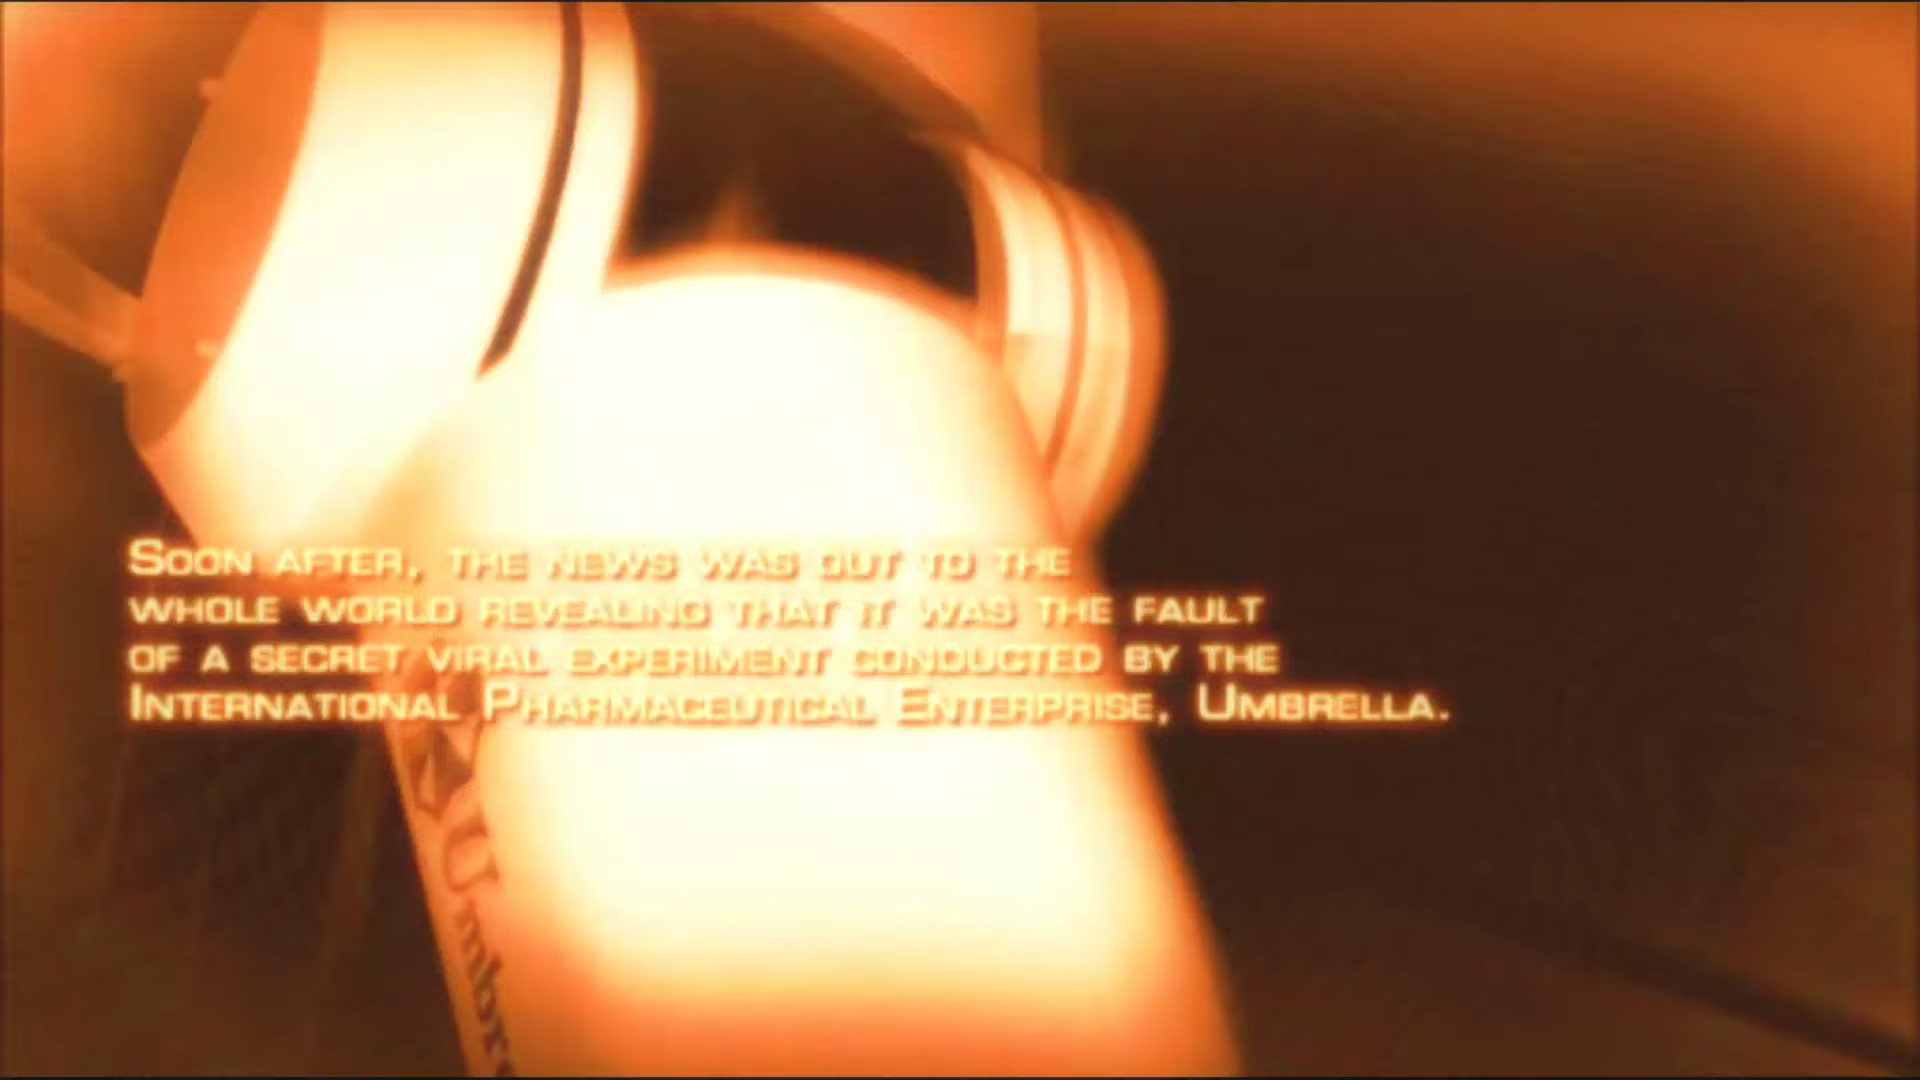 Soon after, the news was out to the
whole world revealing that it was the fault
of a secret viral experiment conducted by the
International Pharmaceutical Enterprise, Umbrella.
Umbre